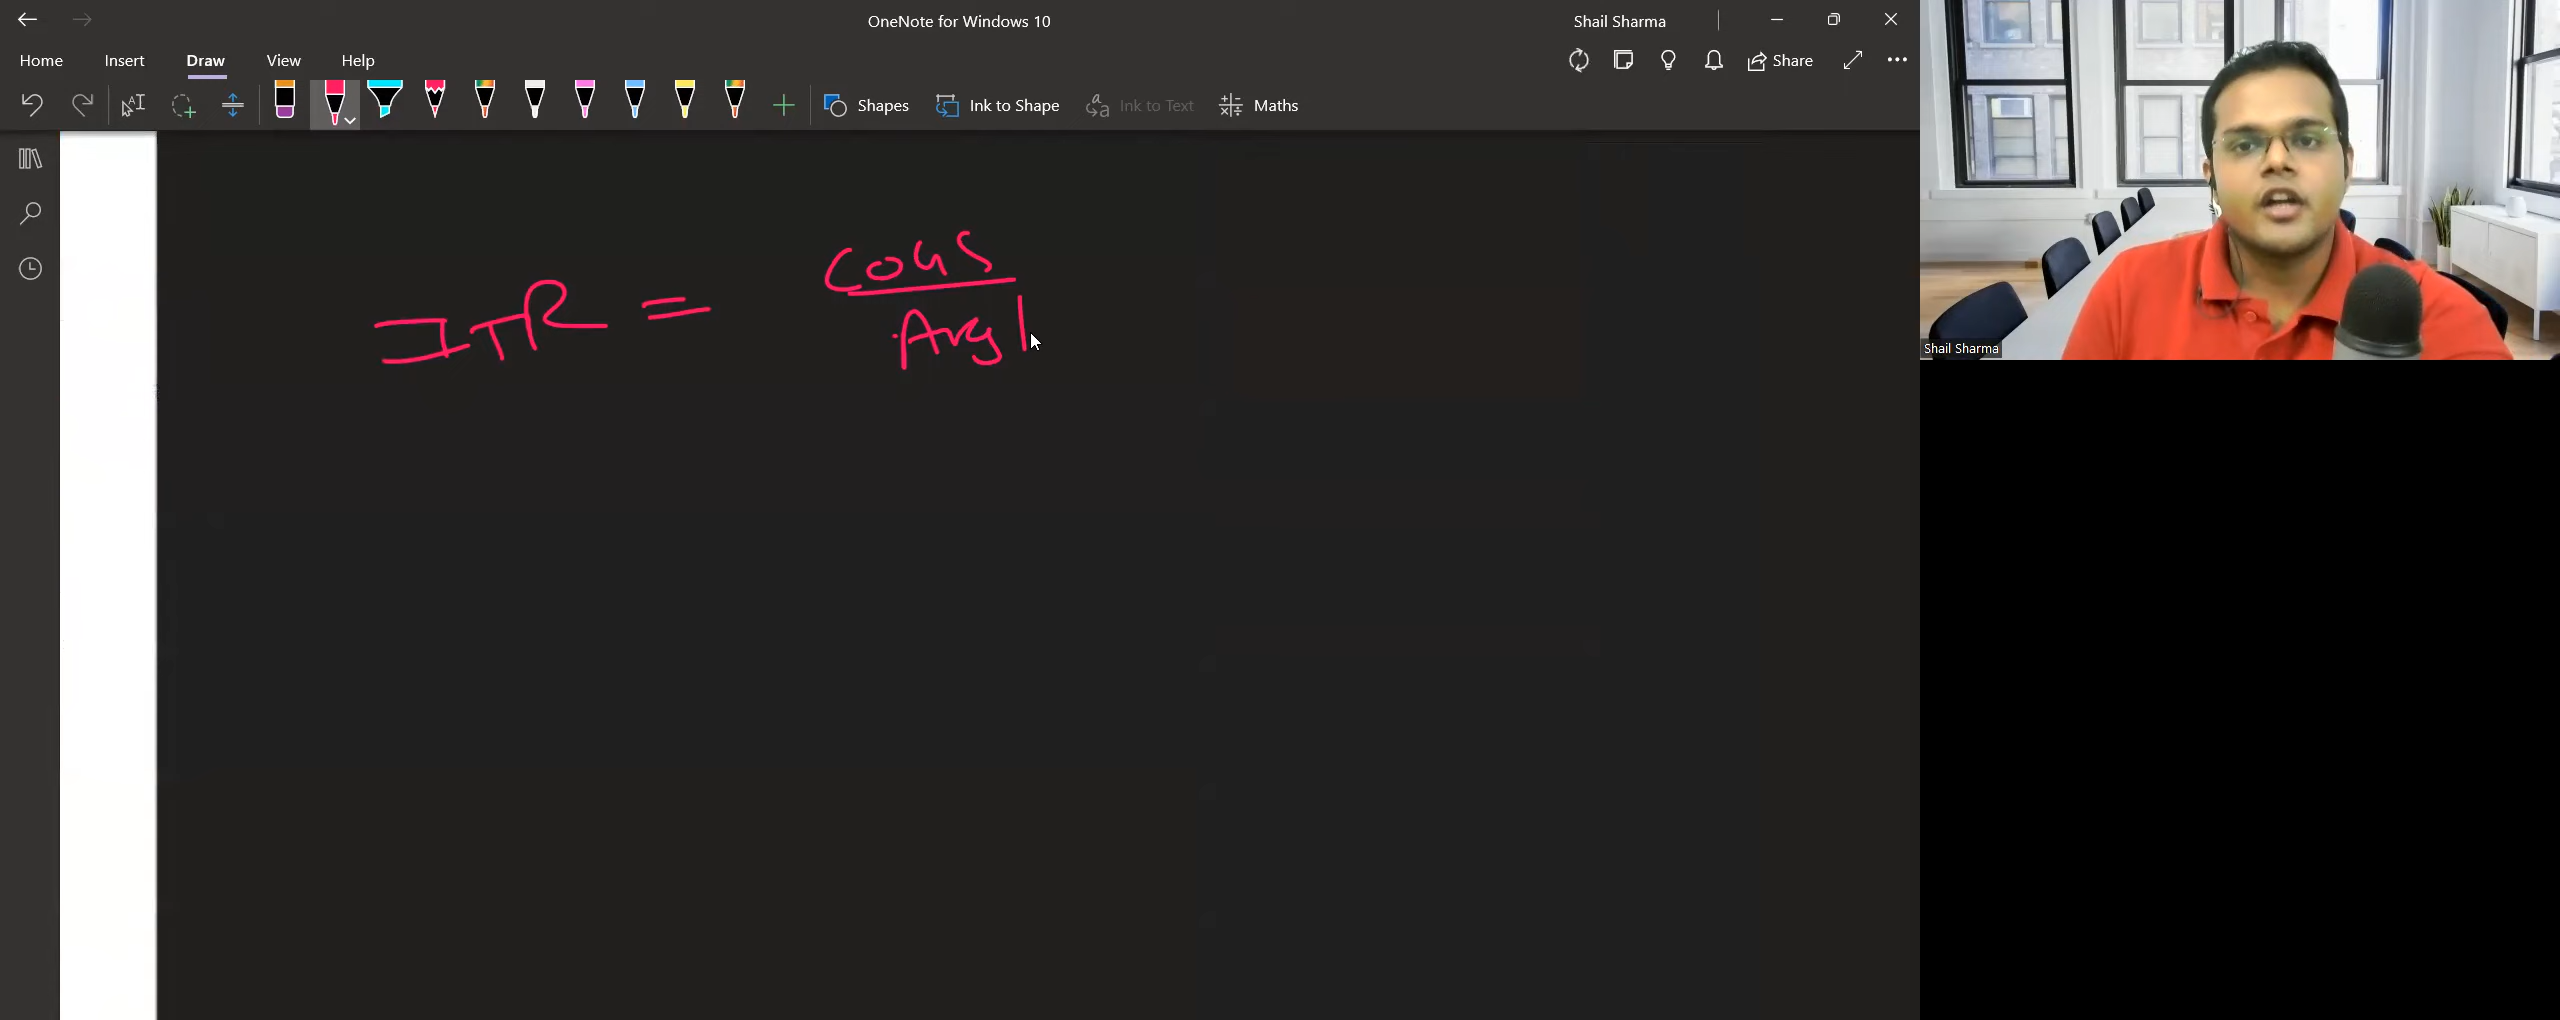 OneNote for Windows 10
Shail Sharma
Home Insert Draw View Help
Share
Shapes Ink to Shape Ink to Text Maths
COGS
ITR =
Avg I
Shail Sharma